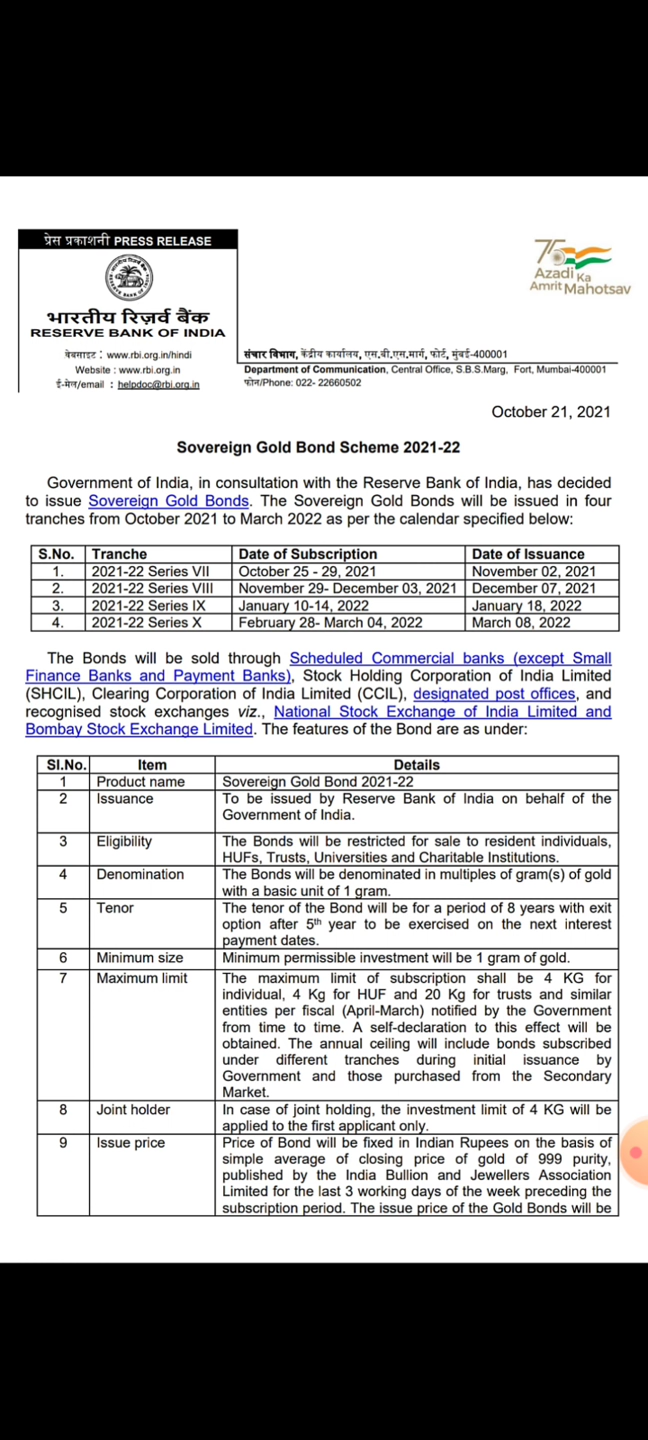 प्रेस प्रकाशनी PRESS RELEASE
भारतीय रिज़र्व बैंक
RESERVE BANK OF INDIA
वेबसाइट : www.rbi.org.in/hindi
Website : www.rbi.org.in
ई-मेल/email : helpdoc@rbi.org.in
75
Azadi Ka
Amrit Mahotsav
संचार विभाग, केंद्रीय कार्यालय, एस.बी.एस.मार्ग, फोर्ट, मुंबई-400001
Department of Communication, Central Office, S.B.S.Marg, Fort, Mumbai-400001
फोन/Phone: 022- 22660502
October 21, 2021
Sovereign Gold Bond Scheme 2021-22
Government of India, in consultation with the Reserve Bank of India, has decided
to issue Sovereign Gold Bonds. The Sovereign Gold Bonds will be issued in four
tranches from October 2021 to March 2022 as per the calendar specified below:
S.No. Tranche Date of Subscription Date of Issuance
1. 2021-22 Series VII October 25 - 29, 2021 November 02, 2021
2. 2021-22 Series VIII November 29- December 03, 2021 December 07, 2021
3. 2021-22 Series IX January 10-14, 2022 January 18, 2022
4. 2021-22 Series X February 28- March 04, 2022 March 08, 2022
The Bonds will be sold through Scheduled Commercial banks (except Small
Finance Banks and Payment Banks), Stock Holding Corporation of India Limited
(SHCIL), Clearing Corporation of India Limited (CCIL), designated post offices, and
recognised stock exchanges viz., National Stock Exchange of India Limited and
Bombay Stock Exchange Limited. The features of the Bond are as under:
Sl.No. Item Details
1 Product name Sovereign Gold Bond 2021-22
2 Issuance To be issued by Reserve Bank of India on behalf of the
Government of India.
3 Eligibility The Bonds will be restricted for sale to resident individuals,
HUFs, Trusts, Universities and Charitable Institutions.
4 Denomination The Bonds will be denominated in multiples of gram(s) of gold
with a basic unit of 1 gram.
5 Tenor The tenor of the Bond will be for a period of 8 years with exit
option after 5th year to be exercised on the next interest
payment dates.
6 Minimum size Minimum permissible investment will be 1 gram of gold.
7 Maximum limit The maximum limit of subscription shall be 4 KG for
individual, 4 Kg for HUF and 20 Kg for trusts and similar
entities per fiscal (April-March) notified by the Government
from time to time. A self-declaration to this effect will be
obtained. The annual ceiling will include bonds subscribed
under different tranches during initial issuance by
Government and those purchased from the Secondary
Market.
8 Joint holder In case of joint holding, the investment limit of 4 KG will be
applied to the first applicant only.
9 Issue price Price of Bond will be fixed in Indian Rupees on the basis of
simple average of closing price of gold of 999 purity,
published by the India Bullion and Jewellers Association
Limited for the last 3 working days of the week preceding the
subscription period. The issue price of the Gold Bonds will be